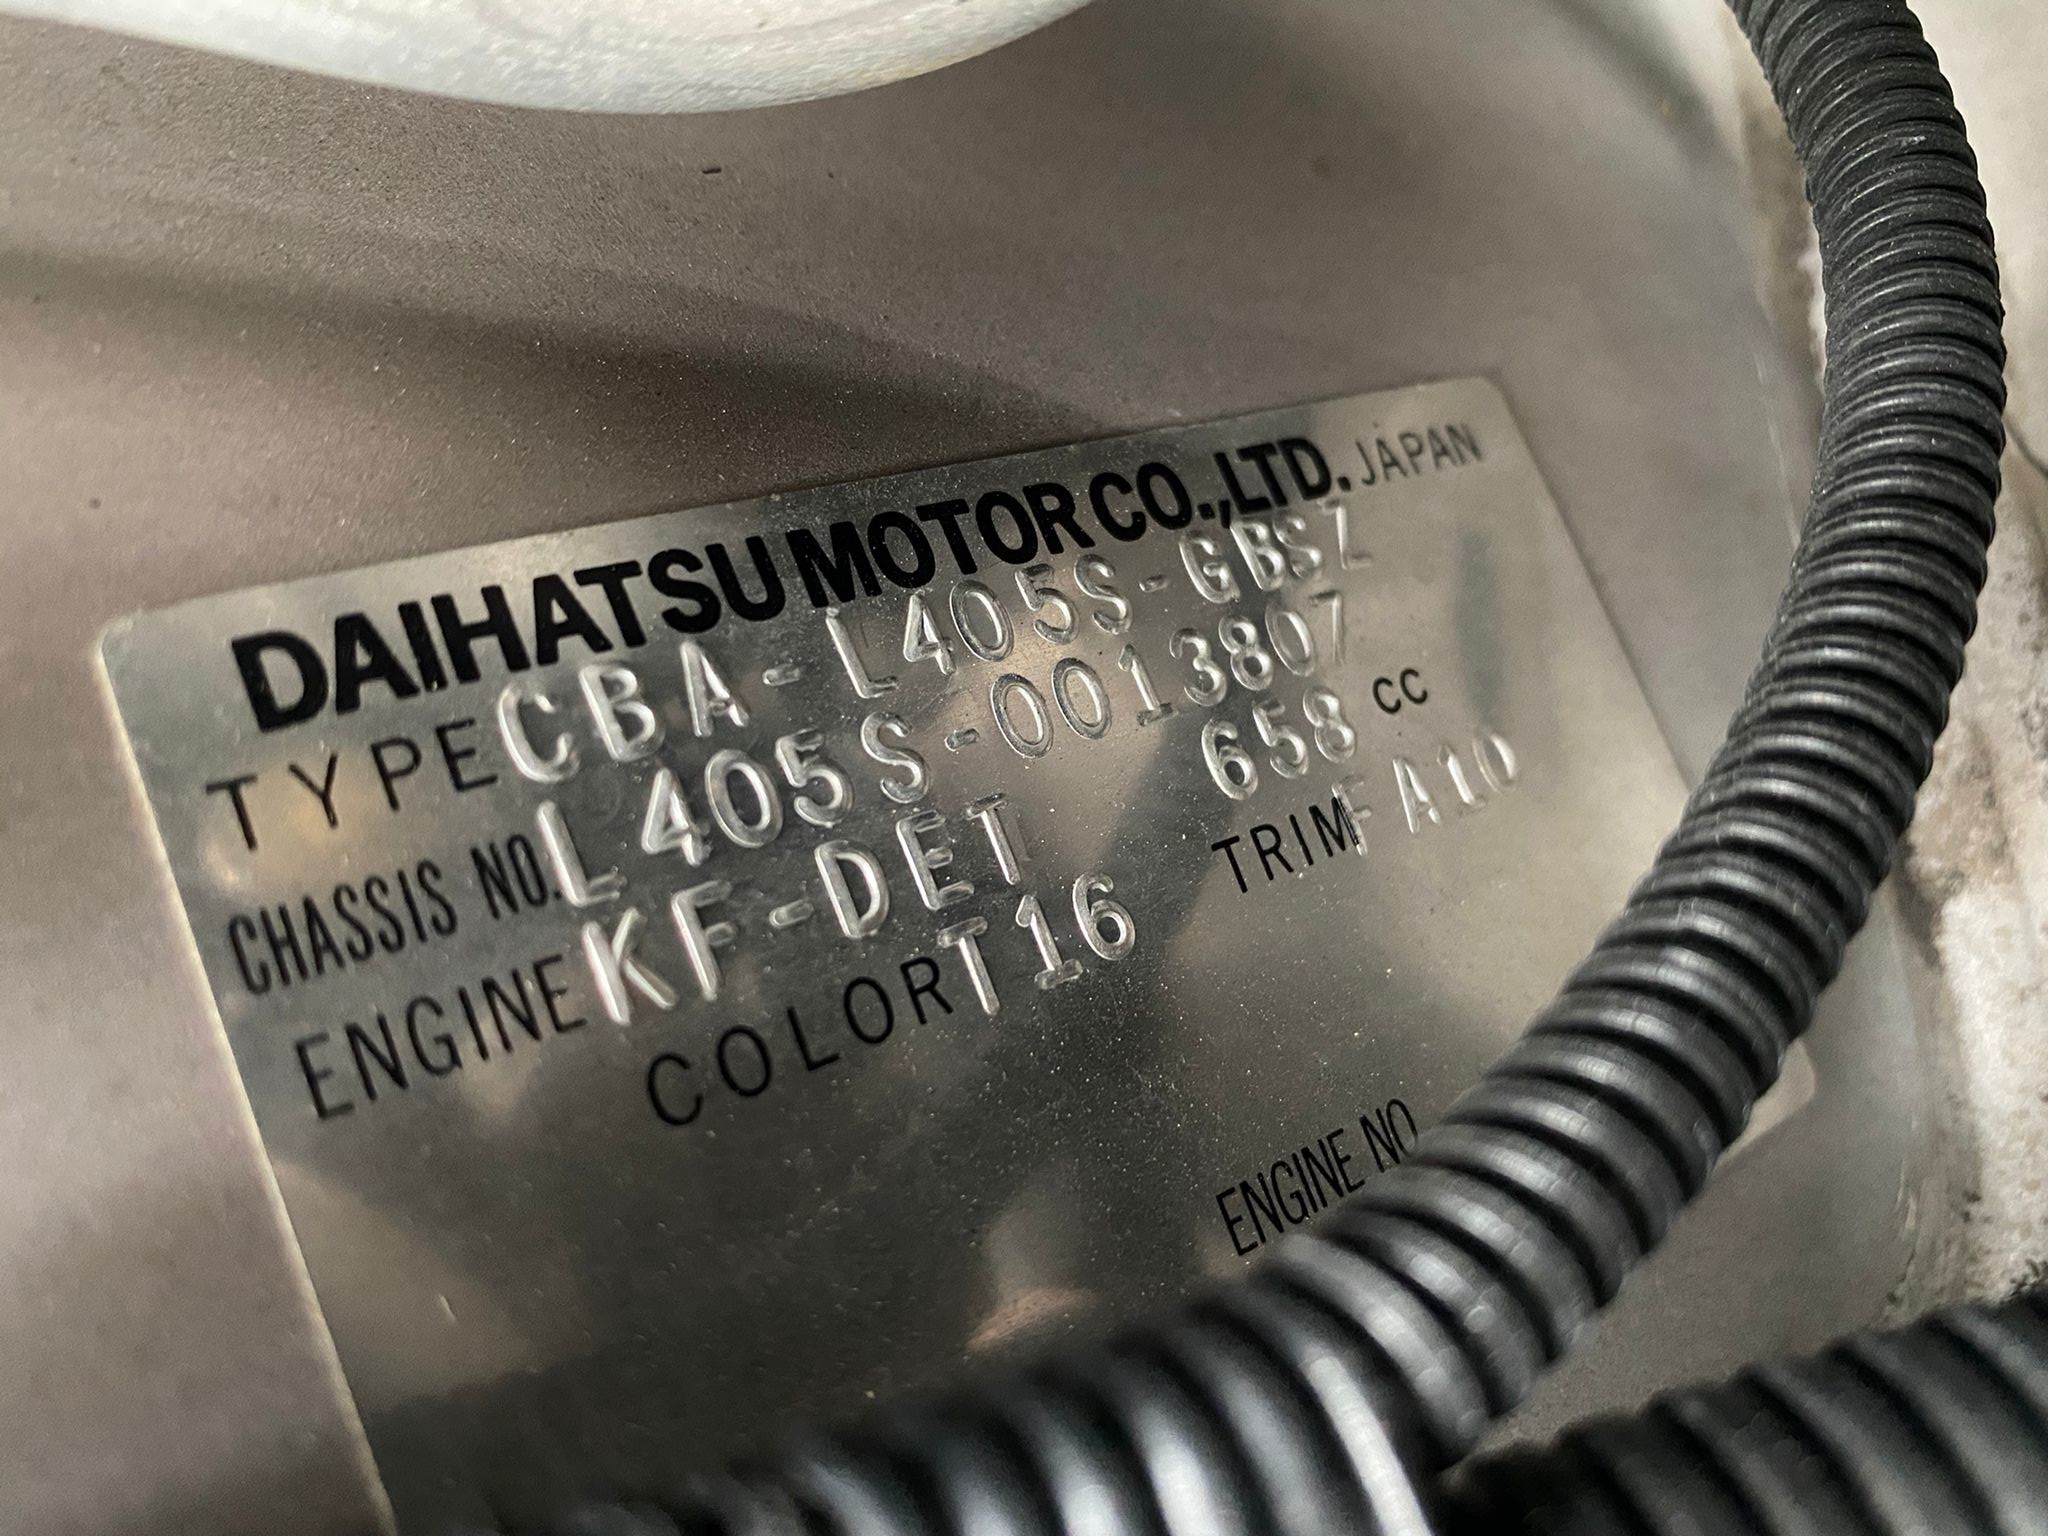 DAIHATSU MOTOR CO., LTD. JAPAN
TYPE CBA-L405S-GBSZ
CHASSIS NO. L405S-0013807
ENGINE KF-DET 658 cc
COLOR T16 TRIM FA10
ENGINE NO